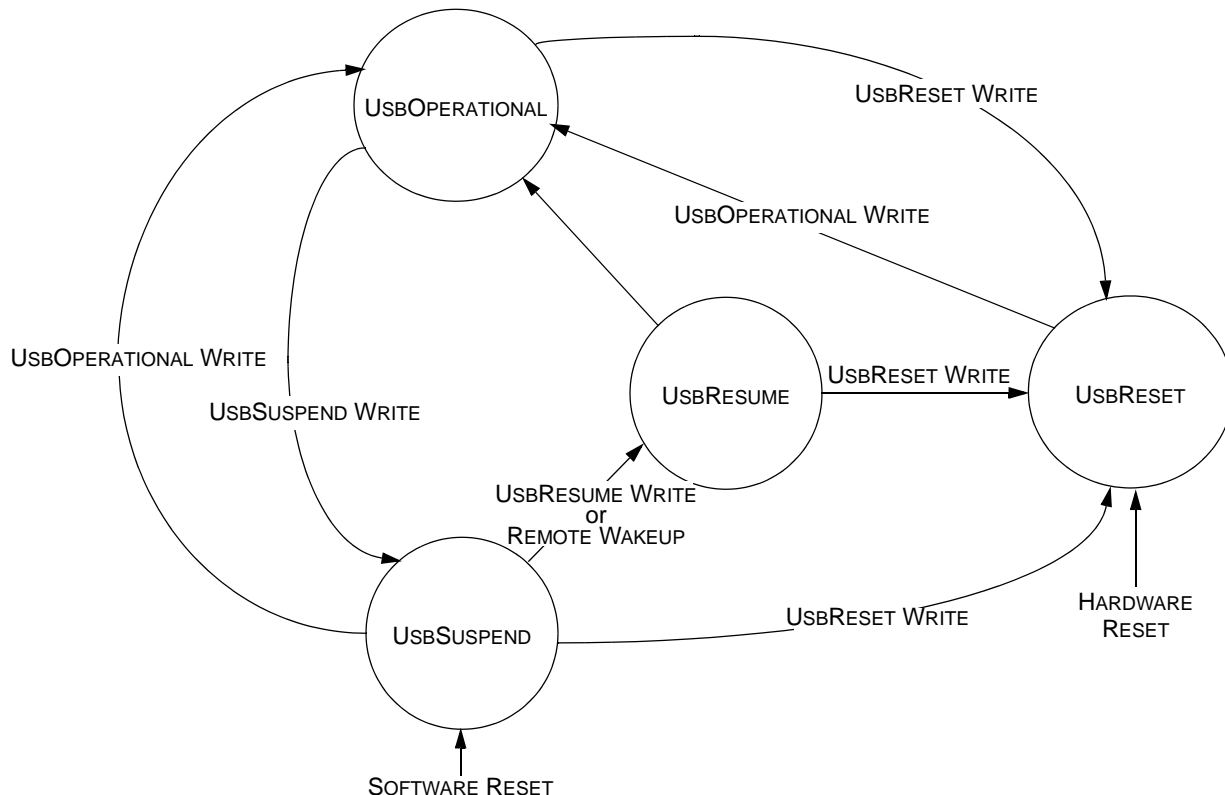 USBOPERATIONAL
USBRESET WRITE
USBOPERATIONAL WRITE
USBOPERATIONAL WRITE
USBRESUME
USBRESET WRITE
USBRESET
USBSUSPEND WRITE
USBRESUME WRITE
or
REMOTE WAKEUP
USBSUSPEND
USBRESET WRITE
HARDWARE
RESET
SOFTWARE RESET